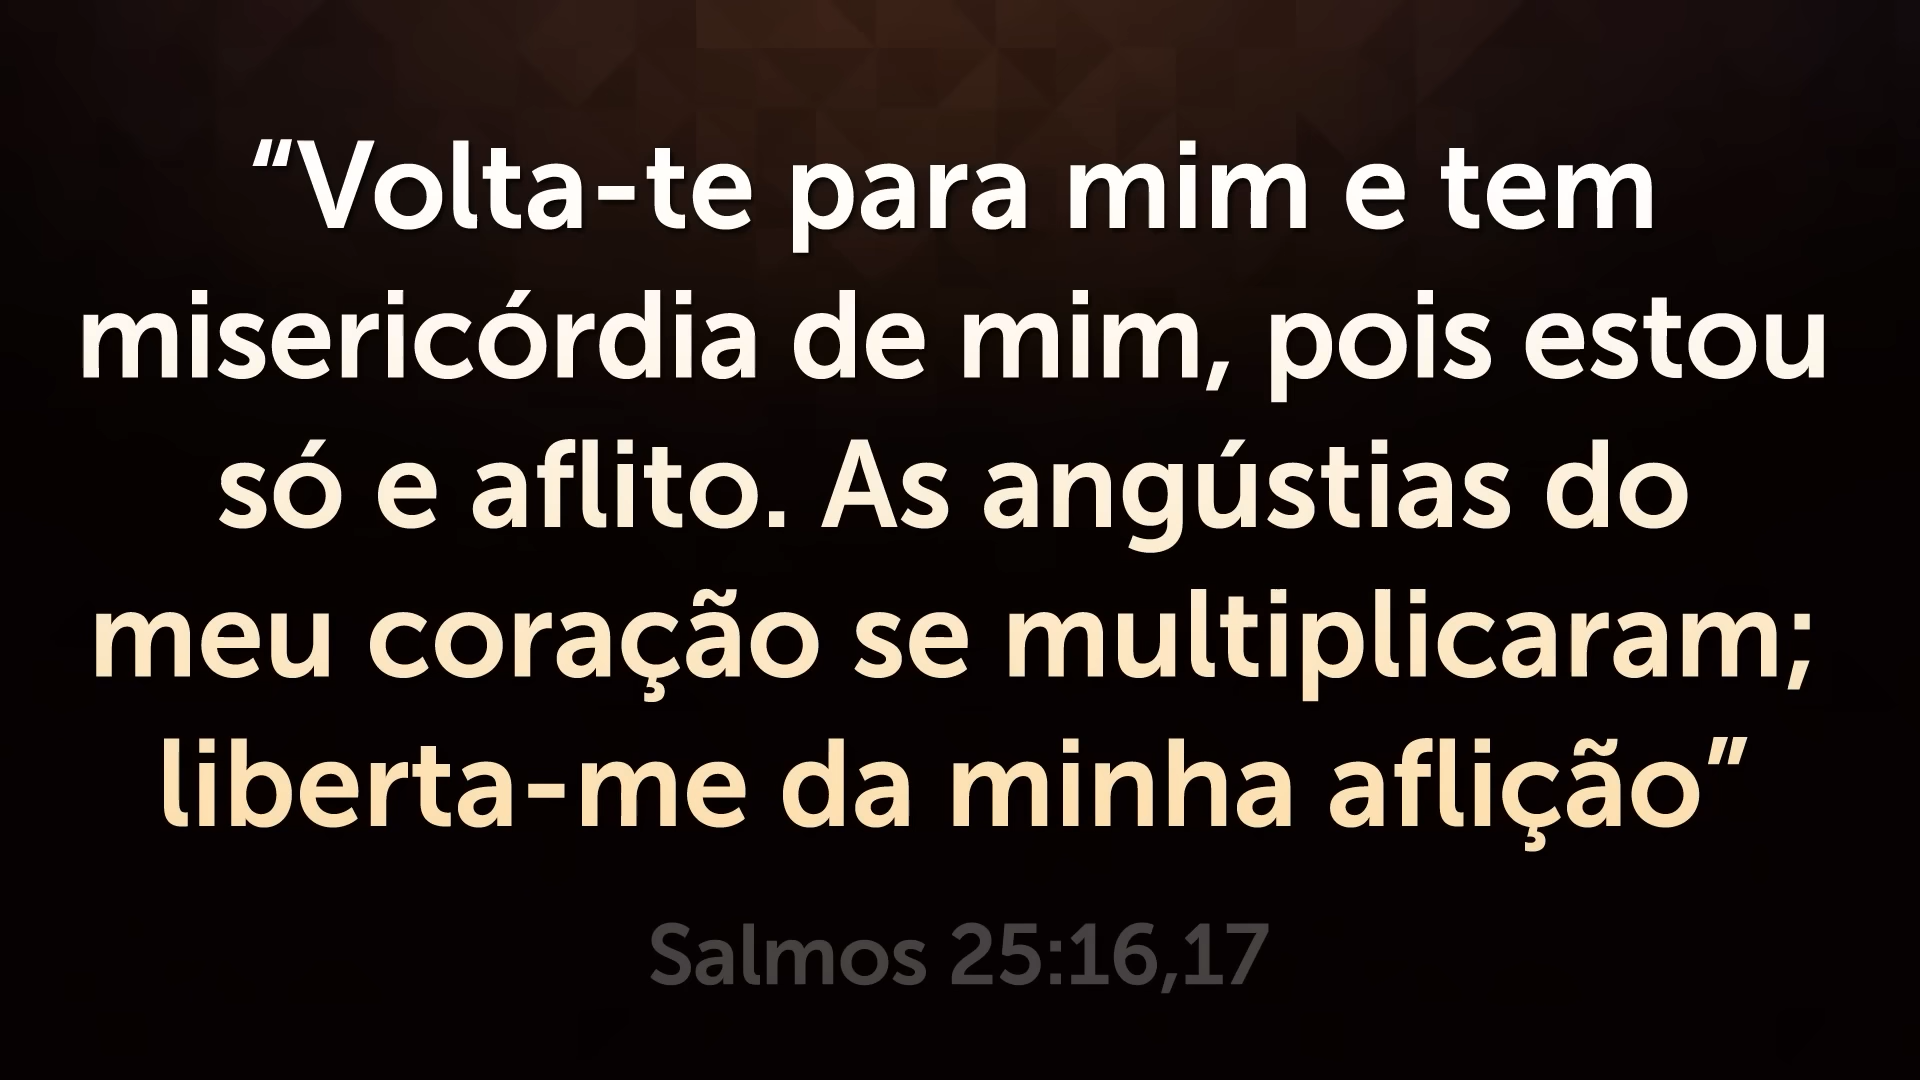 “Volta-te para mim e tem
misericórdia de mim, pois estou
só e aflito. As angústias do
meu coração se multiplicaram;
liberta-me da minha aflição”
Salmos 25:16,17